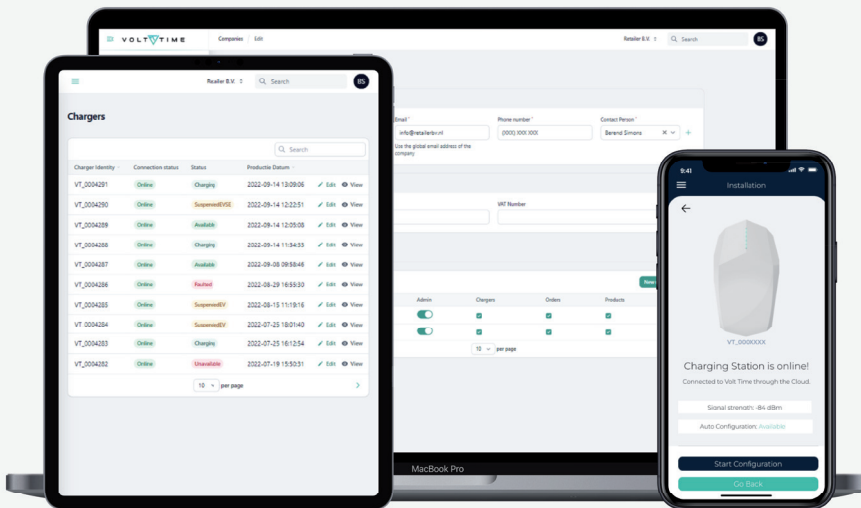 VOLT TIME
Companies Edit
Retailer B.V.
Search
BS
Email *
info@retailerbv.nl
Use the global email address of the
company
Phone number *
(000) 000 000
Contact Person *
Berend Simons
VAT Number
New
Admin Chargers Orders Products
10 per page
MacBook Pro
Retailer B.V.
Search
BS
Chargers
Search
Charger Identity Connection status Status Productie Datum
VT_0004291 Online Charging 2022-09-14 13:09:06 Edit View
VT_0004290 Online SuspendedEVSE 2022-09-14 12:22:51 Edit View
VT_0004289 Online Available 2022-09-14 12:05:08 Edit View
VT_0004288 Online Charging 2022-09-14 11:54:55 Edit View
VT_0004287 Online Available 2022-09-08 09:58:46 Edit View
VT_0004286 Online Faulted 2022-08-29 16:55:30 Edit View
VT_0004285 Online SuspendedEV 2022-08-15 11:19:16 Edit View
VT_0004284 Online SuspendedEV 2022-07-25 18:01:40 Edit View
VT_0004283 Online Charging 2022-07-25 16:12:54 Edit View
VT_0004282 Online Unavailable 2022-07-19 15:50:31 Edit View
10 per page
9:41
Installation
VT_000XXXX
Charging Station is online!
Connected to Volt Time through the Cloud.
Signal strength: -84 dBm
Auto Configuration: Available
Start Configuration
Go Back